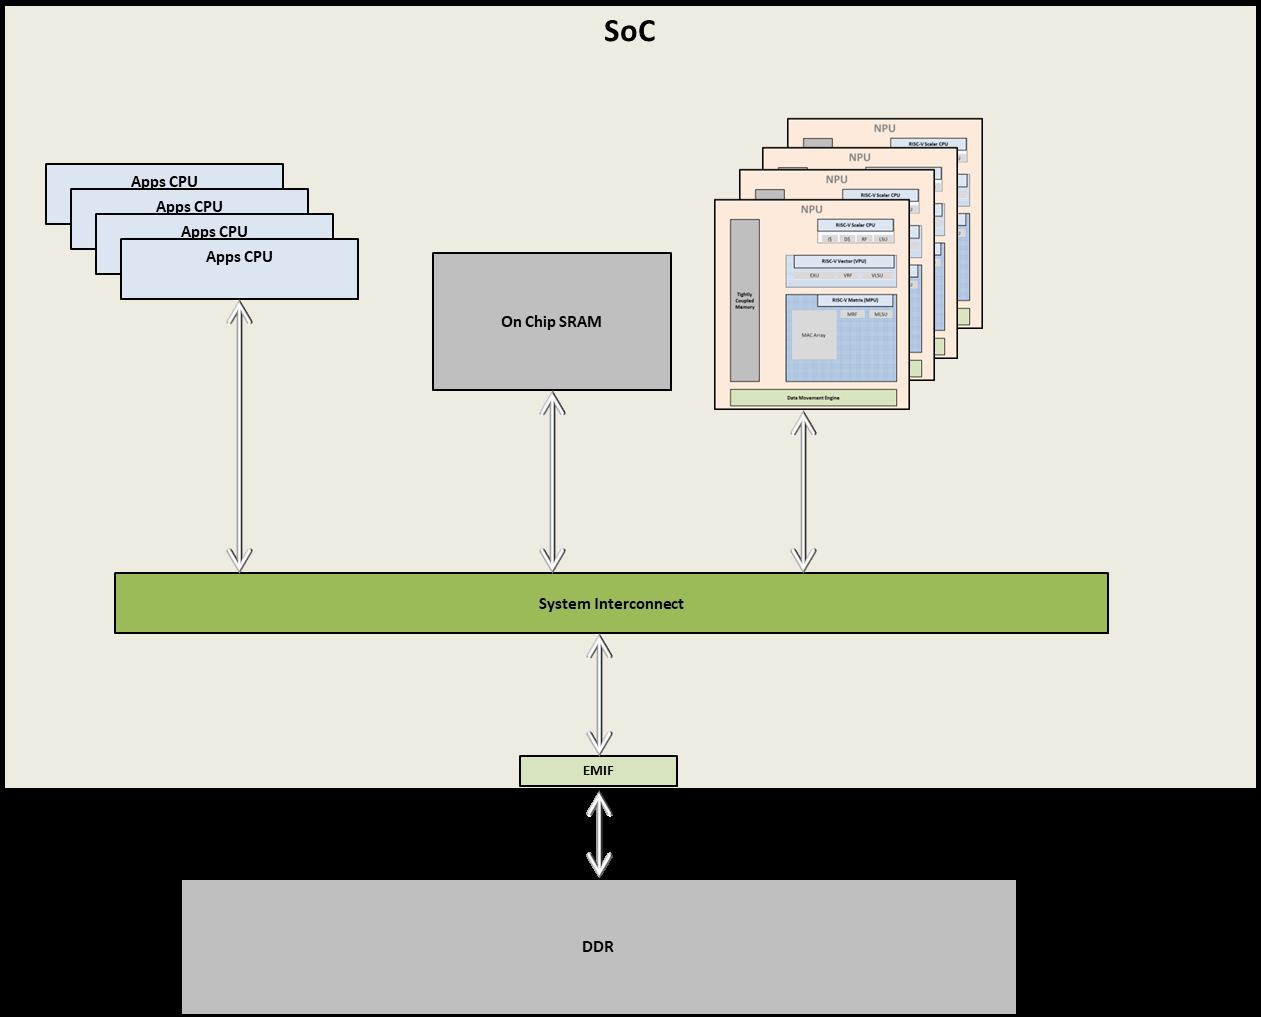 SoC
Apps CPU
Apps CPU
Apps CPU
Apps CPU
On Chip SRAM
NPU
RISC-V Scalar CPU
NPU
NPU
RISC-V Scalar CPU
NPU
RISC-V Scalar CPU
IS DS RF LSU
RISC-V Vector (VPU)
EXU VRF VLSU
Tightly
Coupled
Memory
RISC-V Matrix (MPU)
MRF MLSU
MAC Array
Data Movement Engine
System Interconnect
EMIF
DDR